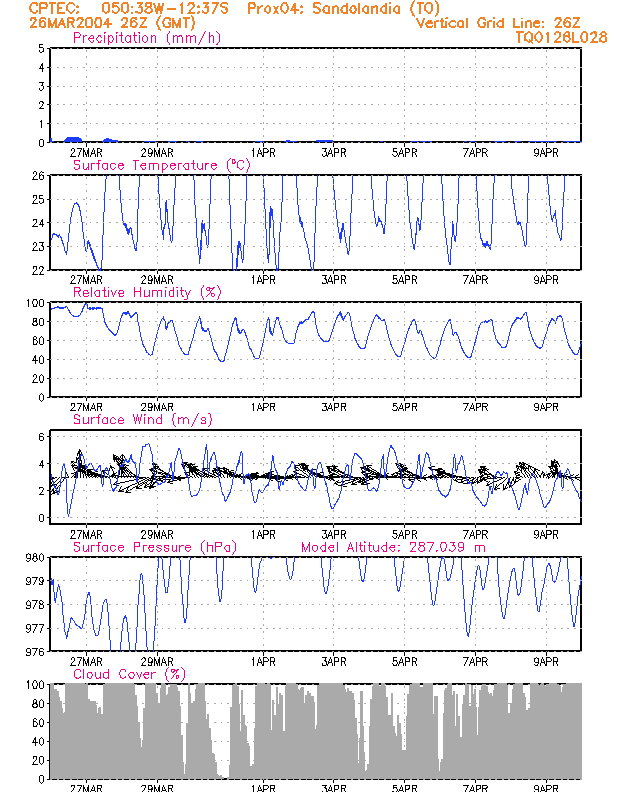 CPTEC: 050:38W-12:37S Prox04: Sandolandia (TO)
26MAR2004 26Z (GMT) Vertical Grid Line: 26Z
Precipitation (mm/h) TQ0126L028
5
4
3
2
1
0
27MAR 29MAR 1APR 3APR 5APR 7APR 9APR
Surface Temperature (°C)
26
25
24
23
22
27MAR 29MAR 1APR 3APR 5APR 7APR 9APR
Relative Humidity (%)
100
80
60
40
20
0
27MAR 29MAR 1APR 3APR 5APR 7APR 9APR
Surface Wind (m/s)
6
4
2
0
27MAR 29MAR 1APR 3APR 5APR 7APR 9APR
Surface Pressure (hPa) Model Altitude: 287.039 m
980
979
978
977
976
27MAR 29MAR 1APR 3APR 5APR 7APR 9APR
Cloud Cover (%)
100
80
60
40
20
0
27MAR 29MAR 1APR 3APR 5APR 7APR 9APR